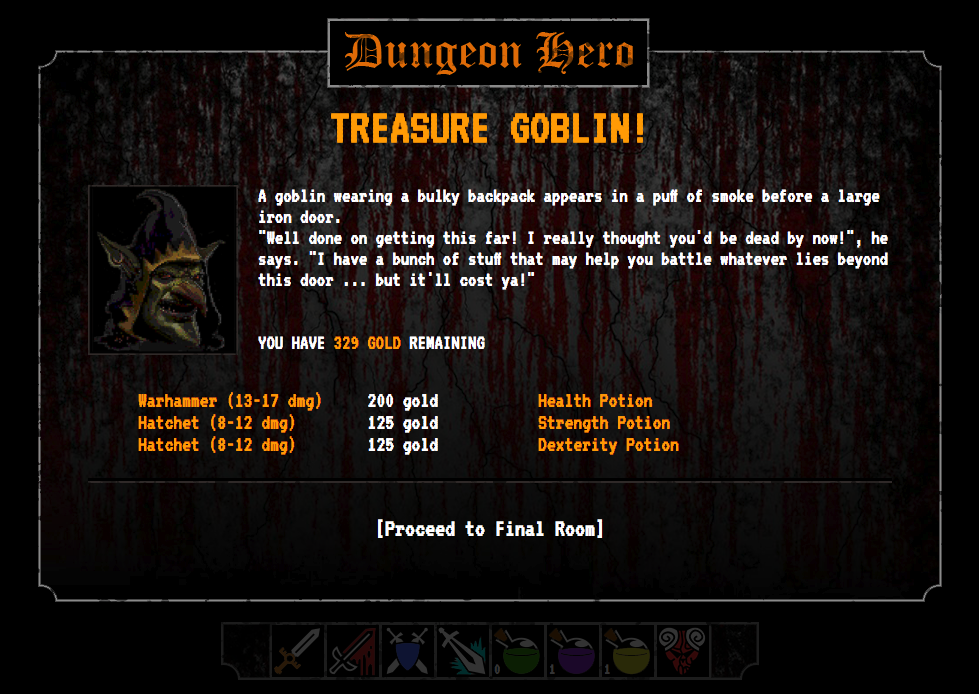 Dungeon Hero
TREASURE GOBLIN!
A goblin wearing a bulky backpack appears in a puff of smoke before a large
iron door.
"Well done on getting this far! I really thought you'd be dead by now!", he
says. "I have a bunch of stuff that may help you battle whatever lies beyond
this door ... but it'll cost ya!"
YOU HAVE 329 GOLD REMAINING
Warhammer (13-17 dmg) 200 gold Health Potion
Hatchet (8-12 dmg) 125 gold Strength Potion
Hatchet (8-12 dmg) 125 gold Dexterity Potion
[Proceed to Final Room]
0 1 1